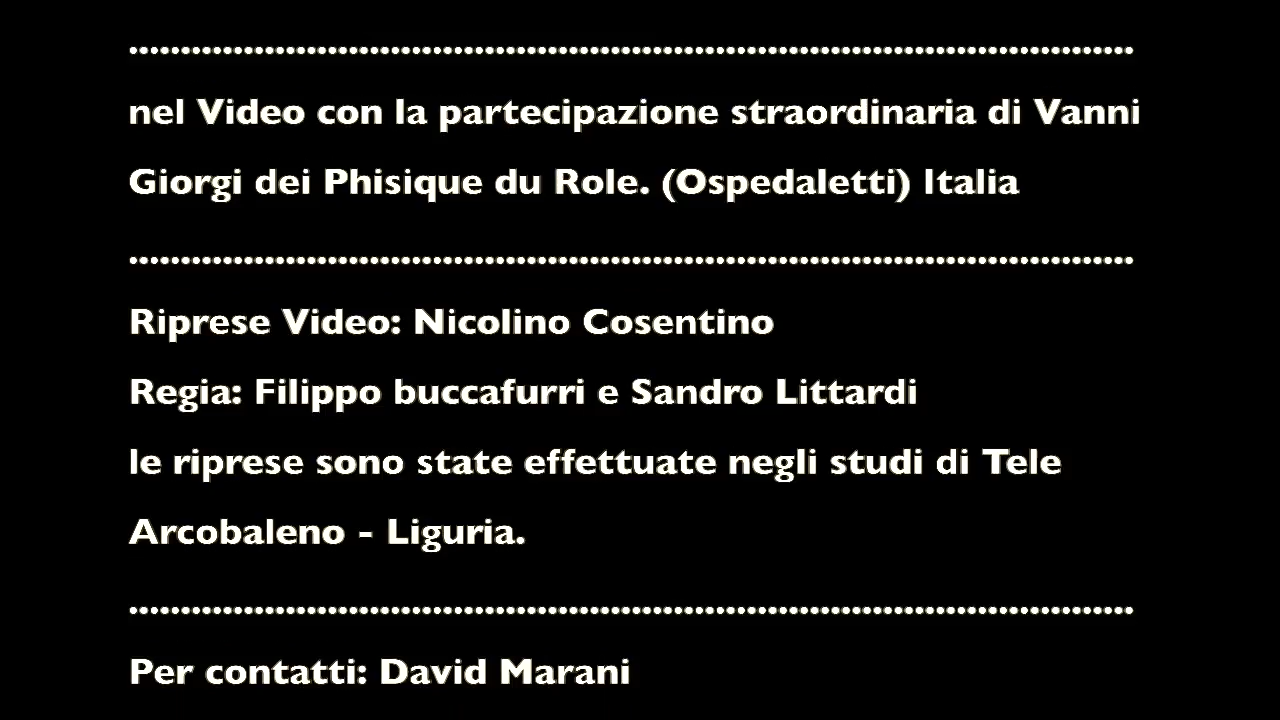 nel Video con la partecipazione straordinaria di Vanni
Giorgi dei Phisique du Role. (Ospedaletti) Italia
Riprese Video: Nicolino Cosentino
Regia: Filippo buccafurri e Sandro Littardi
le riprese sono state effettuate negli studi di Tele
Arcobaleno - Liguria.
Per contatti: David Marani